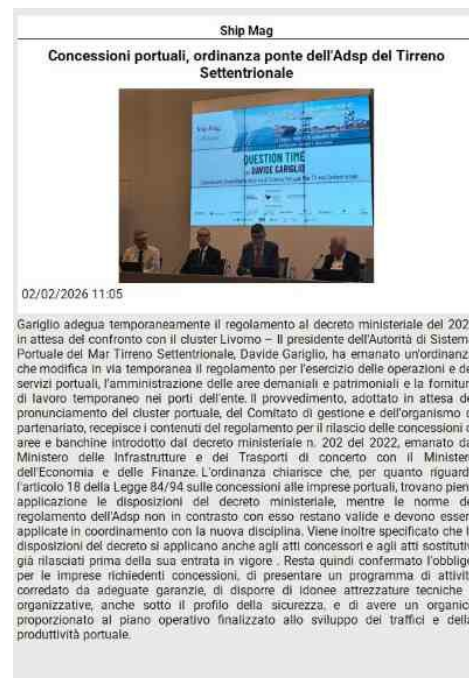 Ship Mag
Concessioni portuali, ordinanza ponte dell'Adsp del Tirreno
Settentrionale
Ship Mag
QUESTION TIME
DAVIDE GARIGLIO
02/02/2026 11:05
Gariglio adegua temporaneamente il regolamento al decreto ministeriale del 202
in attesa del confronto con il cluster Livorno – Il presidente dell'Autorità di Sistem
Portuale del Mar Tirreno Settentrionale, Davide Gariglio, ha emanato un'ordinanz
che modifica in via temporanea il regolamento per l'esercizio delle operazioni e de
servizi portuali, l'amministrazione delle aree demaniali e patrimoniali e la fornitur
di lavoro temporaneo nei porti dell'ente. Il provvedimento, adottato in attesa de
pronunciamento del cluster portuale, del Comitato di gestione e dell'organismo d
partenariato, recepisce i contenuti del regolamento per il rilascio delle concessioni d
aree e banchine introdotto dal decreto ministeriale n. 202 del 2022, emanato da
Ministero delle Infrastrutture e dei Trasporti di concerto con il Minister
dell'Economia e delle Finanze. L'ordinanza chiarisce che, per quanto riguard
l'articolo 18 della Legge 84/94 sulle concessioni alle imprese portuali, trovano pien
applicazione le disposizioni del decreto ministeriale, mentre le norme de
regolamento dell'Adsp non in contrasto con esso restano valide e devono esser
applicate in coordinamento con la nuova disciplina. Viene inoltre specificato che l
disposizioni del decreto si applicano anche agli atti concessori e agli atti sostitutiv
già rilasciati prima della sua entrata in vigore . Resta quindi confermato l'obblig
per le imprese richiedenti concessioni, di presentare un programma di attivit
corredato da adeguate garanzie, di disporre di idonee attrezzature tecniche
organizzative, anche sotto il profilo della sicurezza, e di avere un organic
proporzionato al piano operativo finalizzato allo sviluppo dei traffici e dell
produttività portuale.